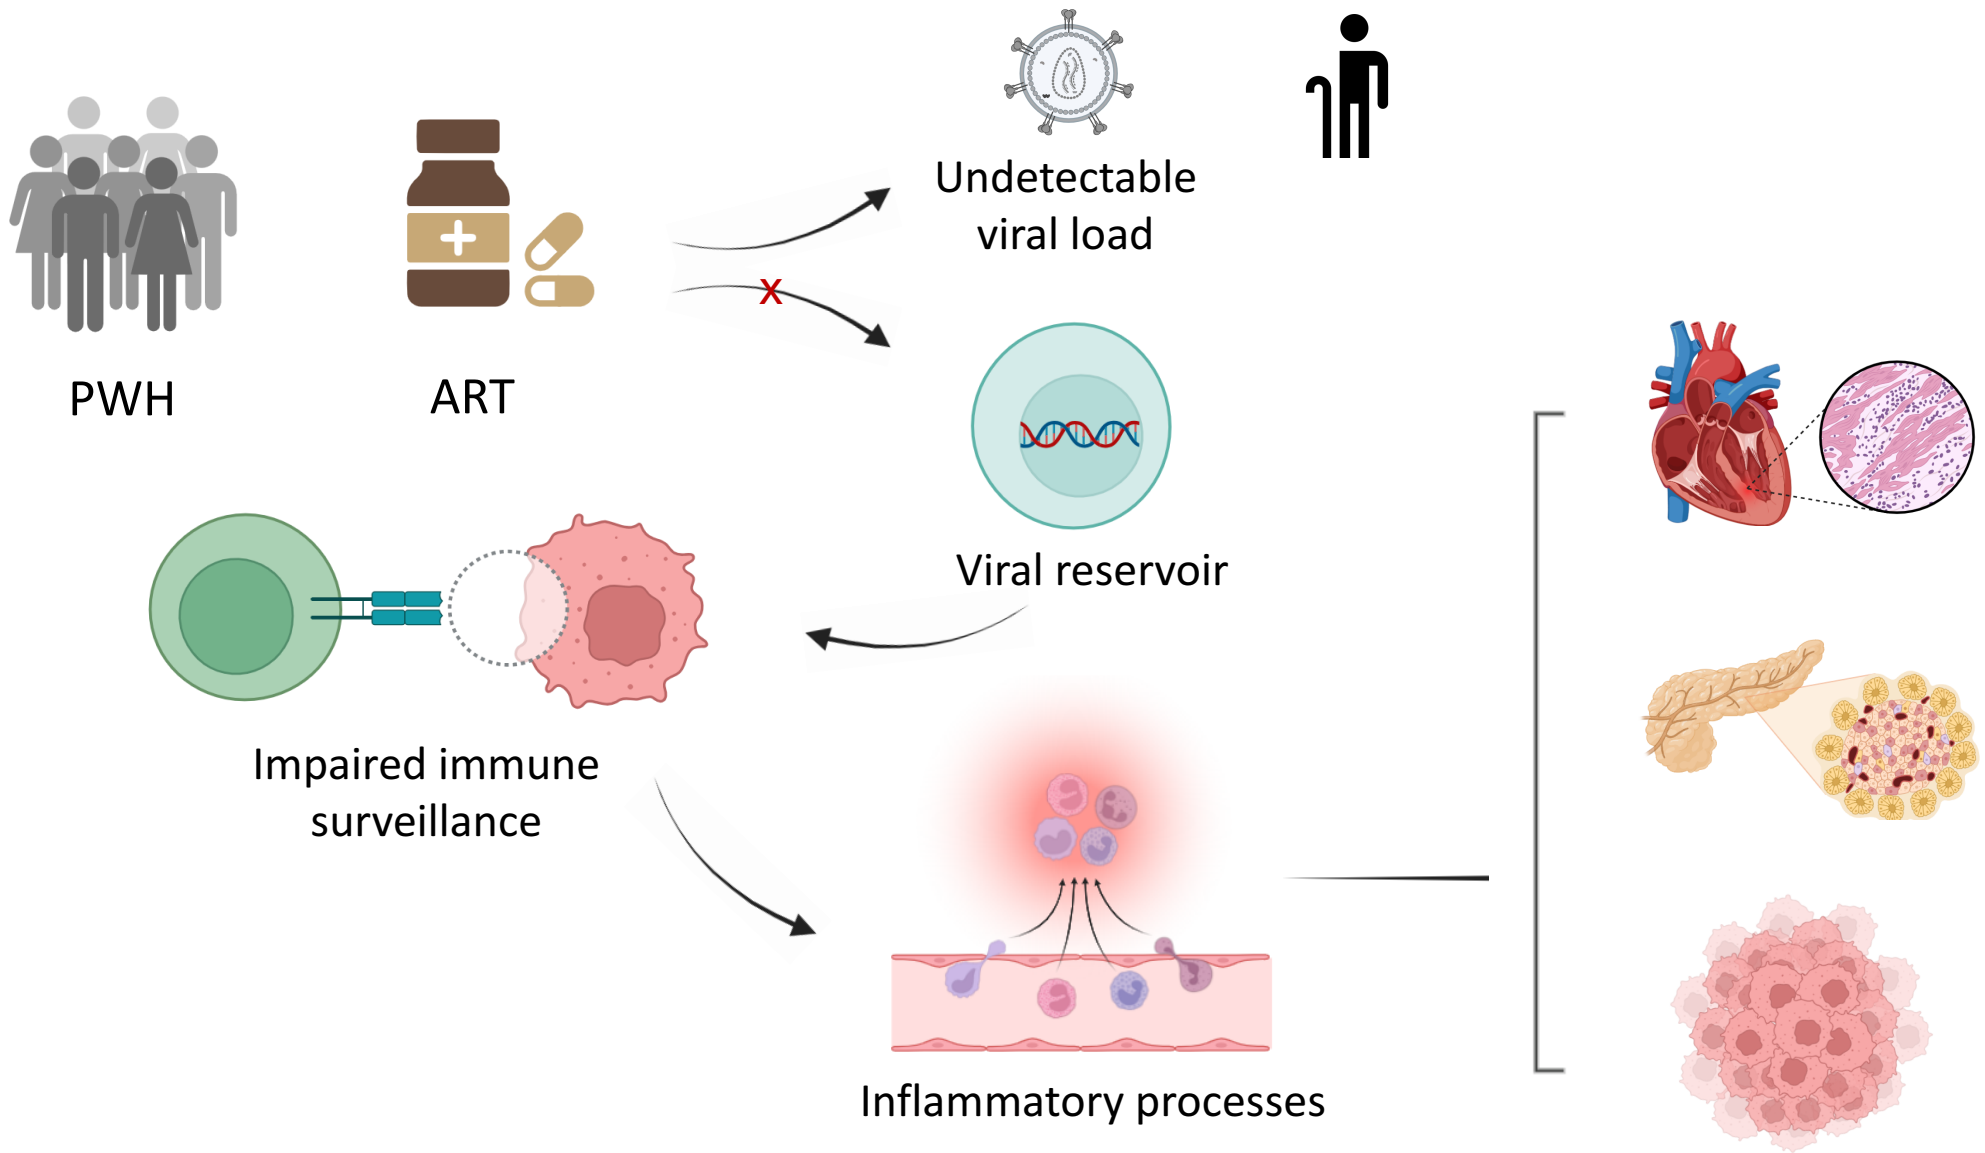 Undetectable
viral load
x
PWH
ART
Viral reservoir
Impaired immune
surveillance
Inflammatory processes